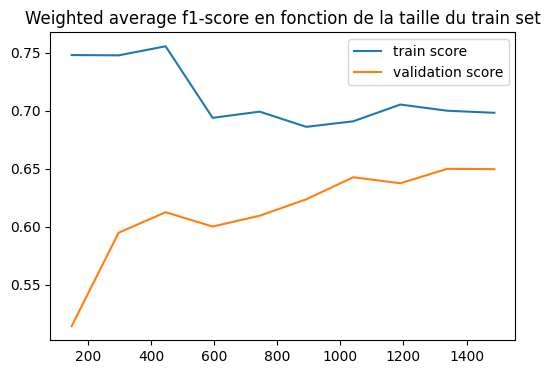 Weighted average f1-score en fonction de la taille du train set
train score
validation score
0.75
0.70
0.65
0.60
0.55
200 400 600 800 1000 1200 1400